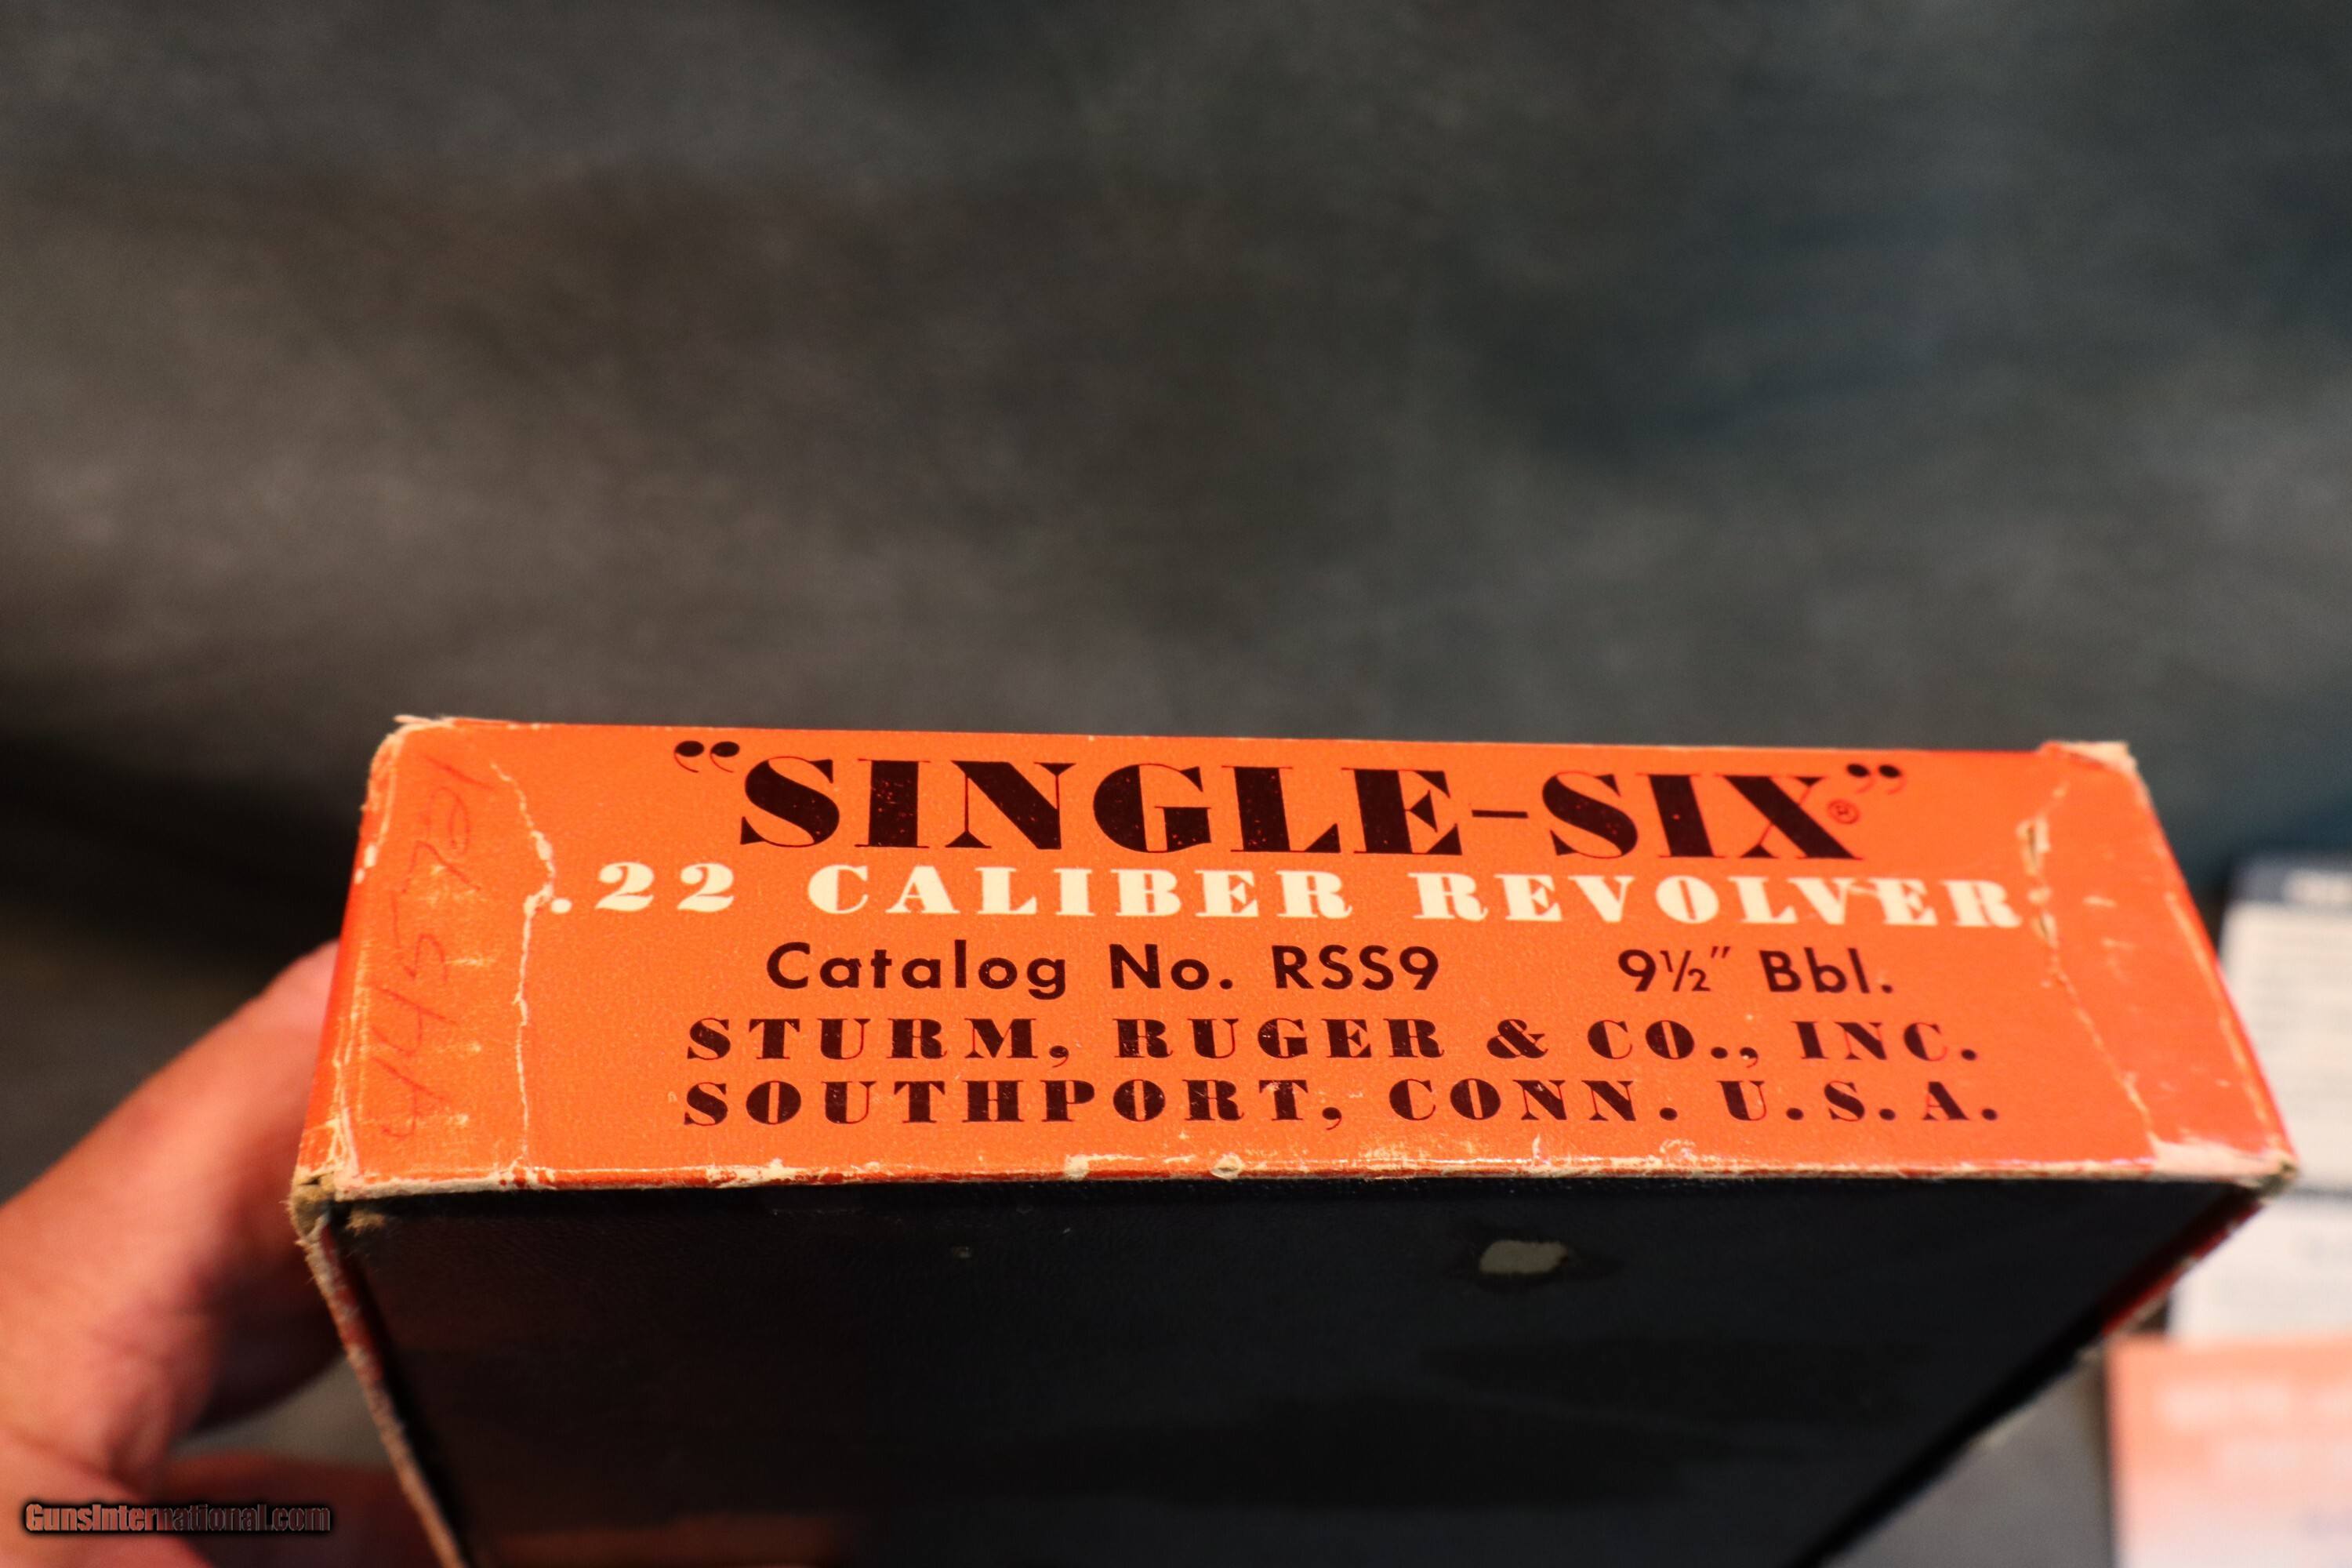 "SINGLE-SIX"®
.22 CALIBER REVOLVER
Catalog No. RSS9 9½" Bbl.
STURM, RUGER & CO., INC.
SOUTHPORT, CONN. U.S.A.
445721
GunsInternational.com